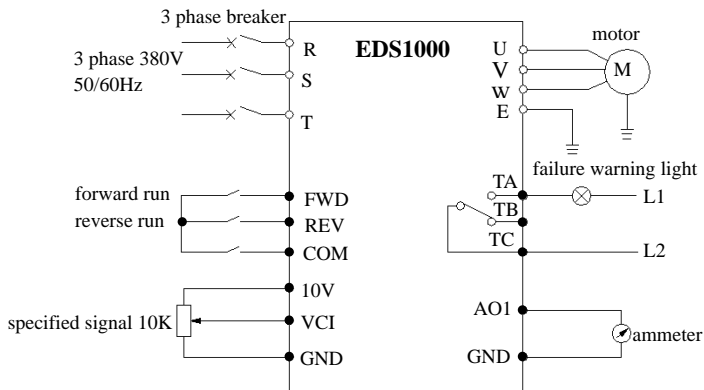 3 phase breaker
3 phase 380V
50/60Hz
R
S
T
EDS1000
U
V
W
E
motor
M
forward run
reverse run
FWD
REV
COM
TA
TB
TC
failure warning light
L1
L2
specified signal 10K
10V
VCI
GND
AO1
GND
ammeter